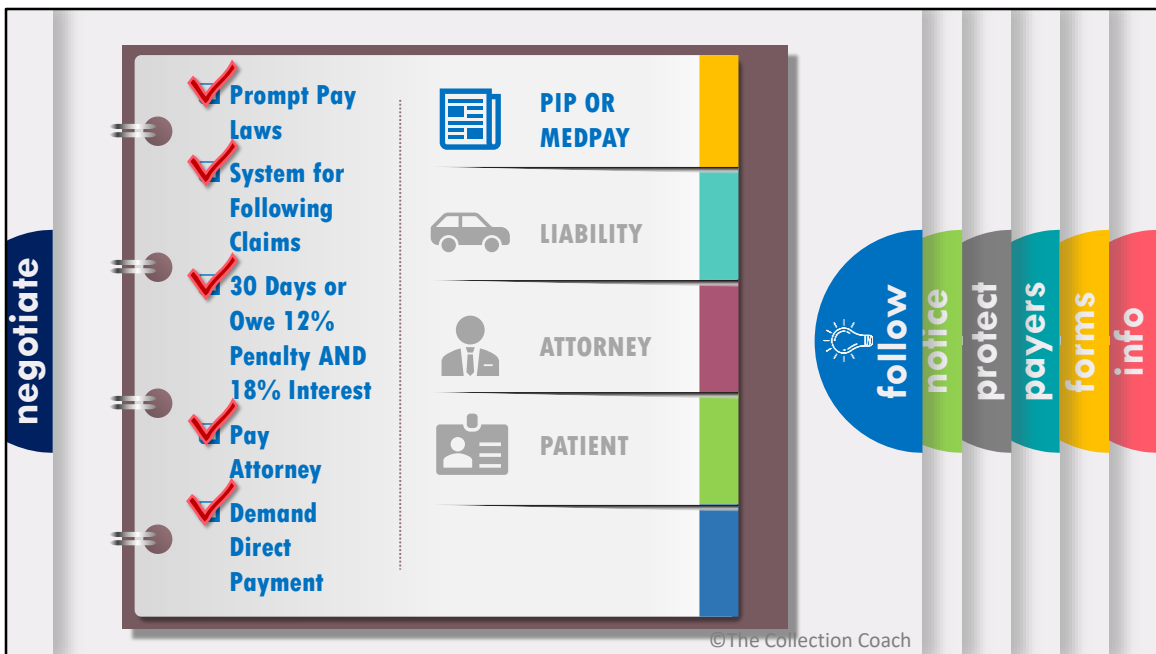 negotiate
Prompt Pay
Laws
System for
Following
Claims
30 Days or
Owe 12%
Penalty AND
18% Interest
Pay
Attorney
Demand
Direct
Payment
PIP OR
MEDPAY
LIABILITY
ATTORNEY
PATIENT
follow
notice
protect
payers
forms
info
©The Collection Coach